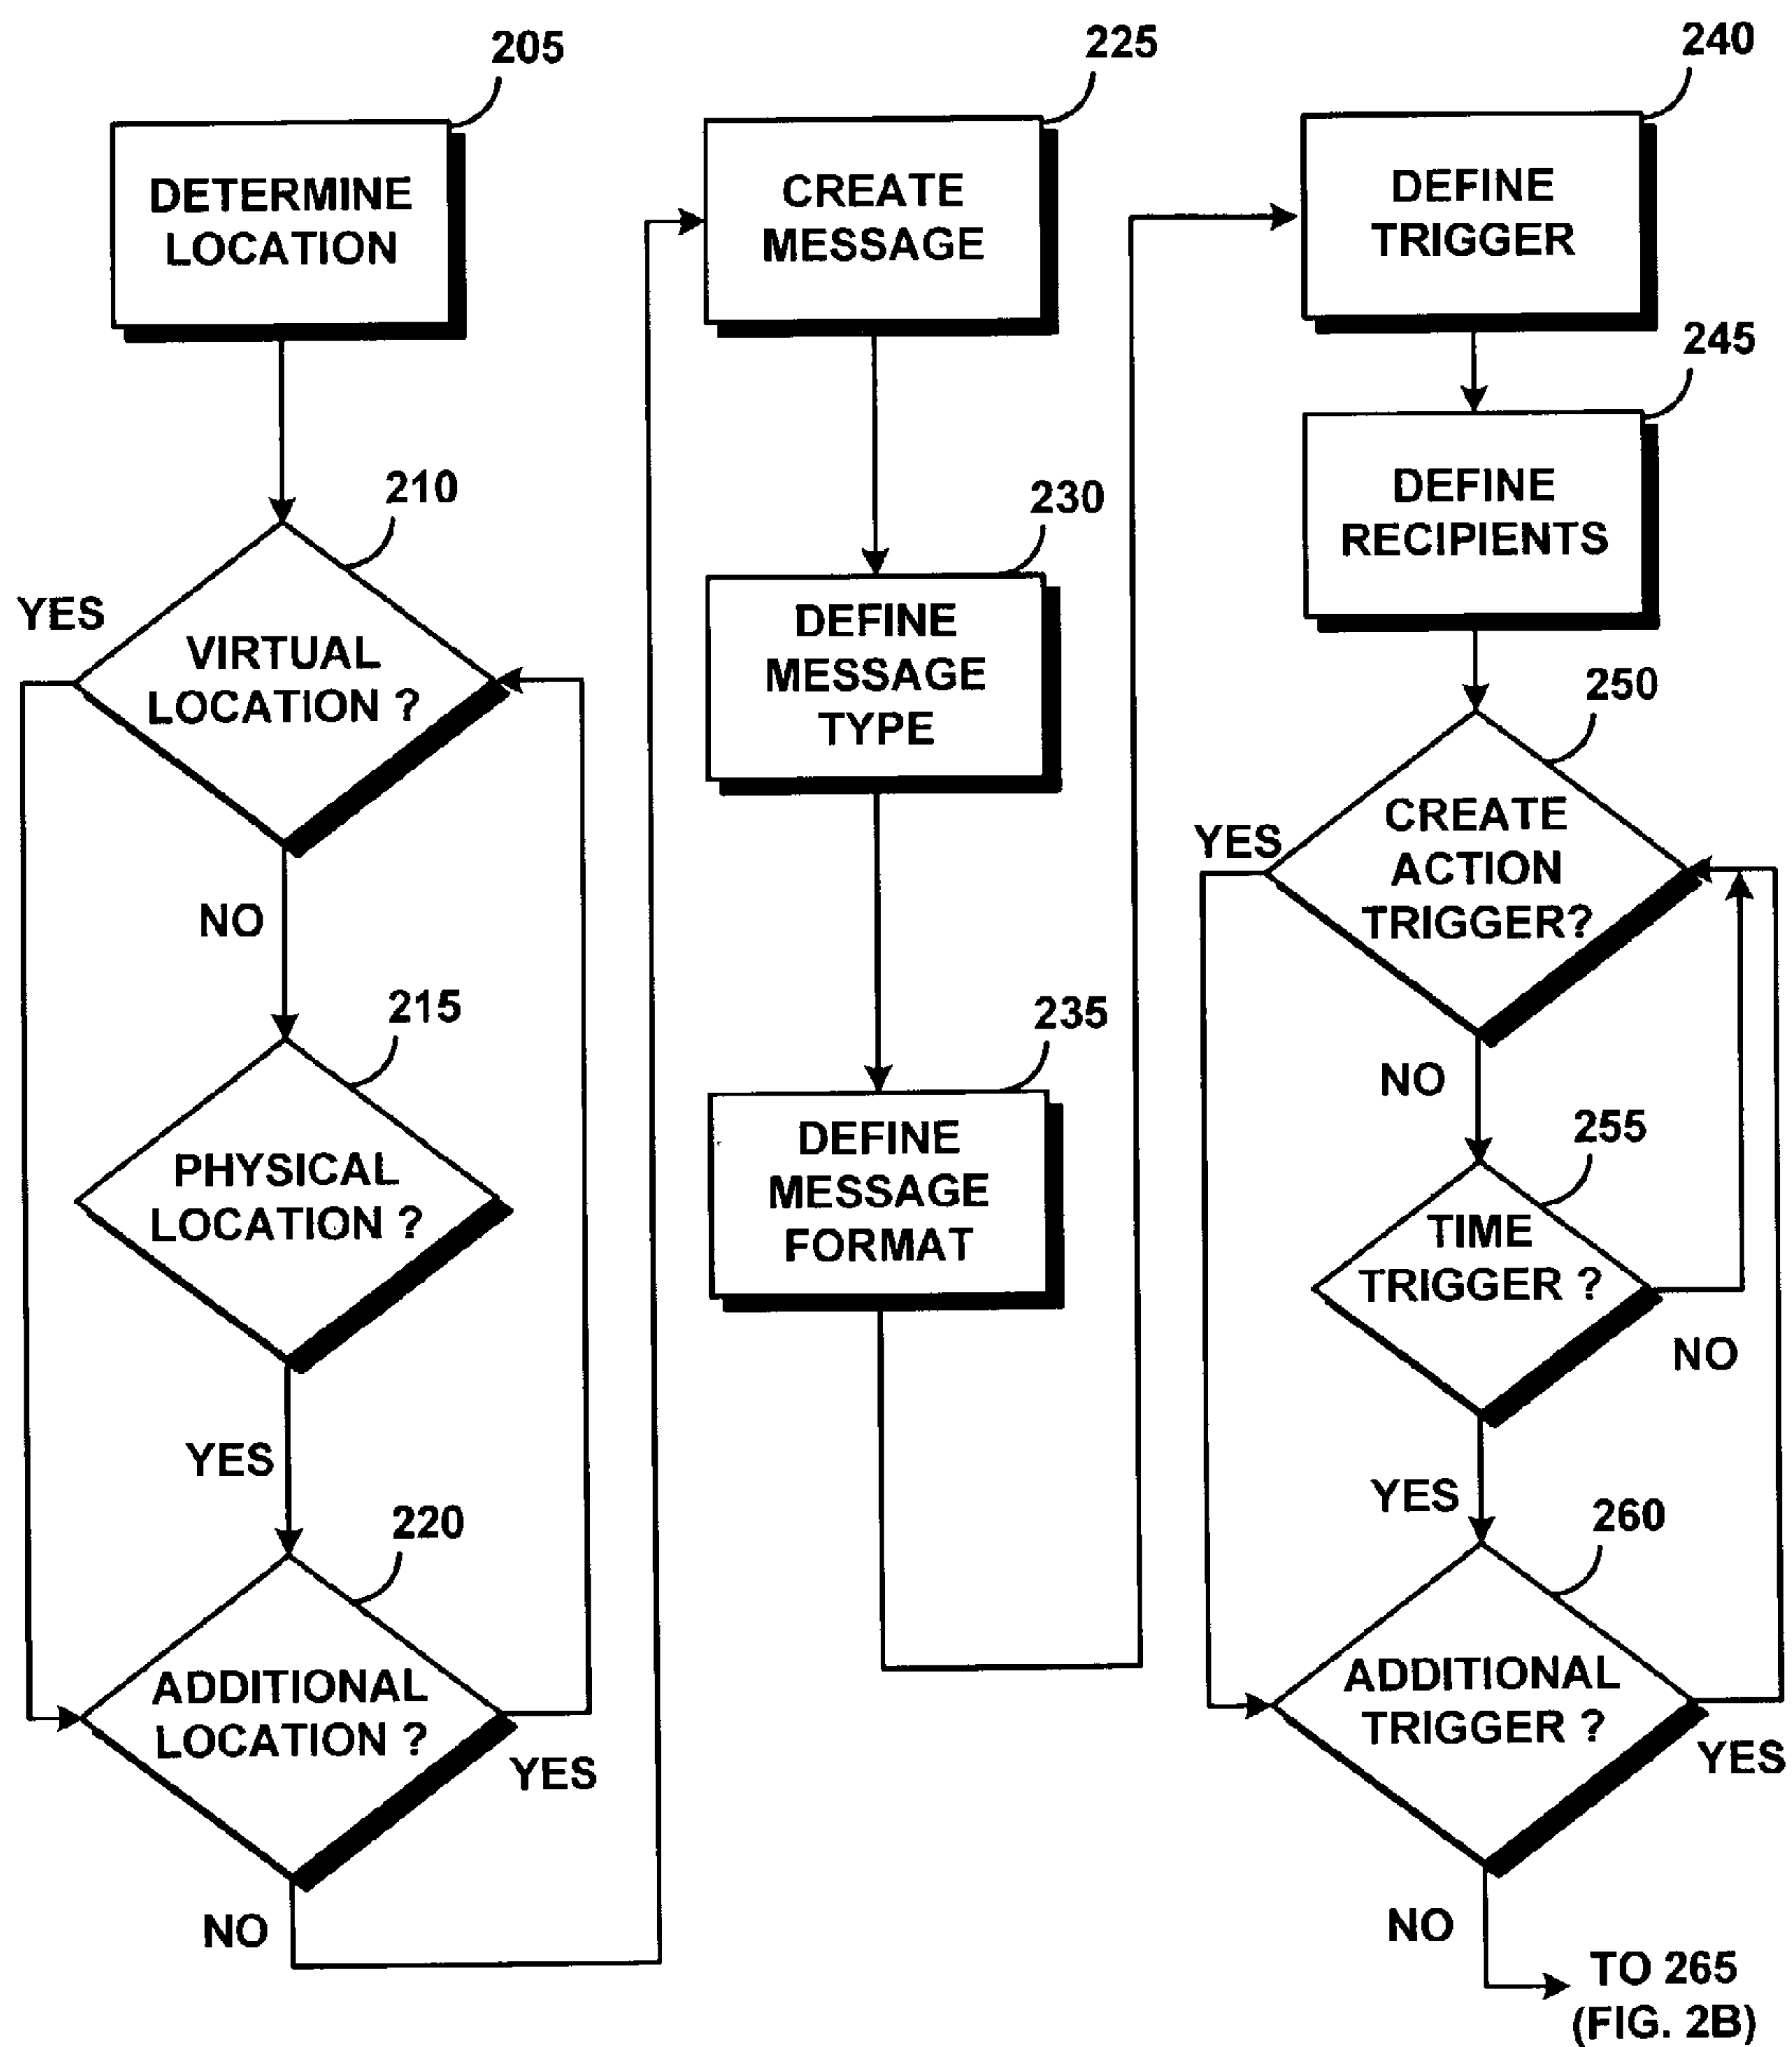 205
DETERMINE
LOCATION
210
YES
VIRTUAL
LOCATION ?
NO
215
PHYSICAL
LOCATION ?
YES
220
ADDITIONAL
LOCATION ?
YES
NO
225
CREATE
MESSAGE
230
DEFINE
MESSAGE
TYPE
235
DEFINE
MESSAGE
FORMAT
240
DEFINE
TRIGGER
245
DEFINE
RECIPIENTS
250
YES
CREATE
ACTION
TRIGGER?
NO
255
TIME
TRIGGER ?
NO
YES
260
ADDITIONAL
TRIGGER ?
YES
NO
TO 265
(FIG. 2B)